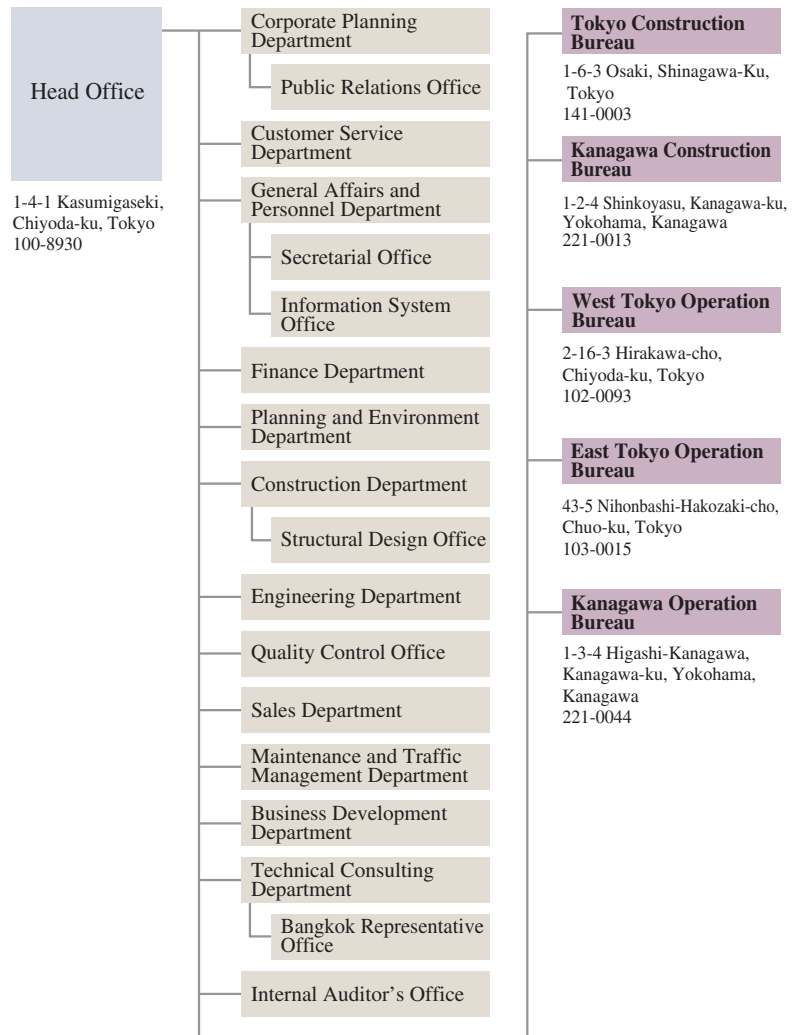 Head Office
1-4-1 Kasumigaseki,
Chiyoda-ku, Tokyo
100-8930
Corporate Planning
Department
Public Relations Office
Customer Service
Department
General Affairs and
Personnel Department
Secretarial Office
Information System
Office
Finance Department
Planning and Environment
Department
Construction Department
Structural Design Office
Engineering Department
Quality Control Office
Sales Department
Maintenance and Traffic
Management Department
Business Development
Department
Technical Consulting
Department
Bangkok Representative
Office
Internal Auditor's Office
Tokyo Construction
Bureau
1-6-3 Osaki, Shinagawa-Ku,
Tokyo
141-0003
Kanagawa Construction
Bureau
1-2-4 Shinkoyasu, Kanagawa-ku,
Yokohama, Kanagawa
221-0013
West Tokyo Operation
Bureau
2-16-3 Hirakawa-cho,
Chiyoda-ku, Tokyo
102-0093
East Tokyo Operation
Bureau
43-5 Nihonbashi-Hakozaki-cho,
Chuo-ku, Tokyo
103-0015
Kanagawa Operation
Bureau
1-3-4 Higashi-Kanagawa,
Kanagawa-ku, Yokohama,
Kanagawa
221-0044